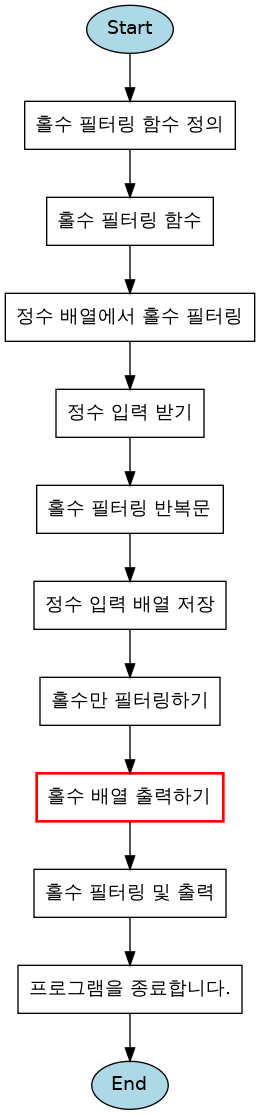 Start
홀수 필터링 함수 정의
홀수 필터링 함수
정수 배열에서 홀수 필터링
정수 입력 받기
홀수 필터링 반복문
정수 입력 배열 저장
홀수만 필터링하기
홀수 배열 출력하기
홀수 필터링 및 출력
프로그램을 종료합니다.
End